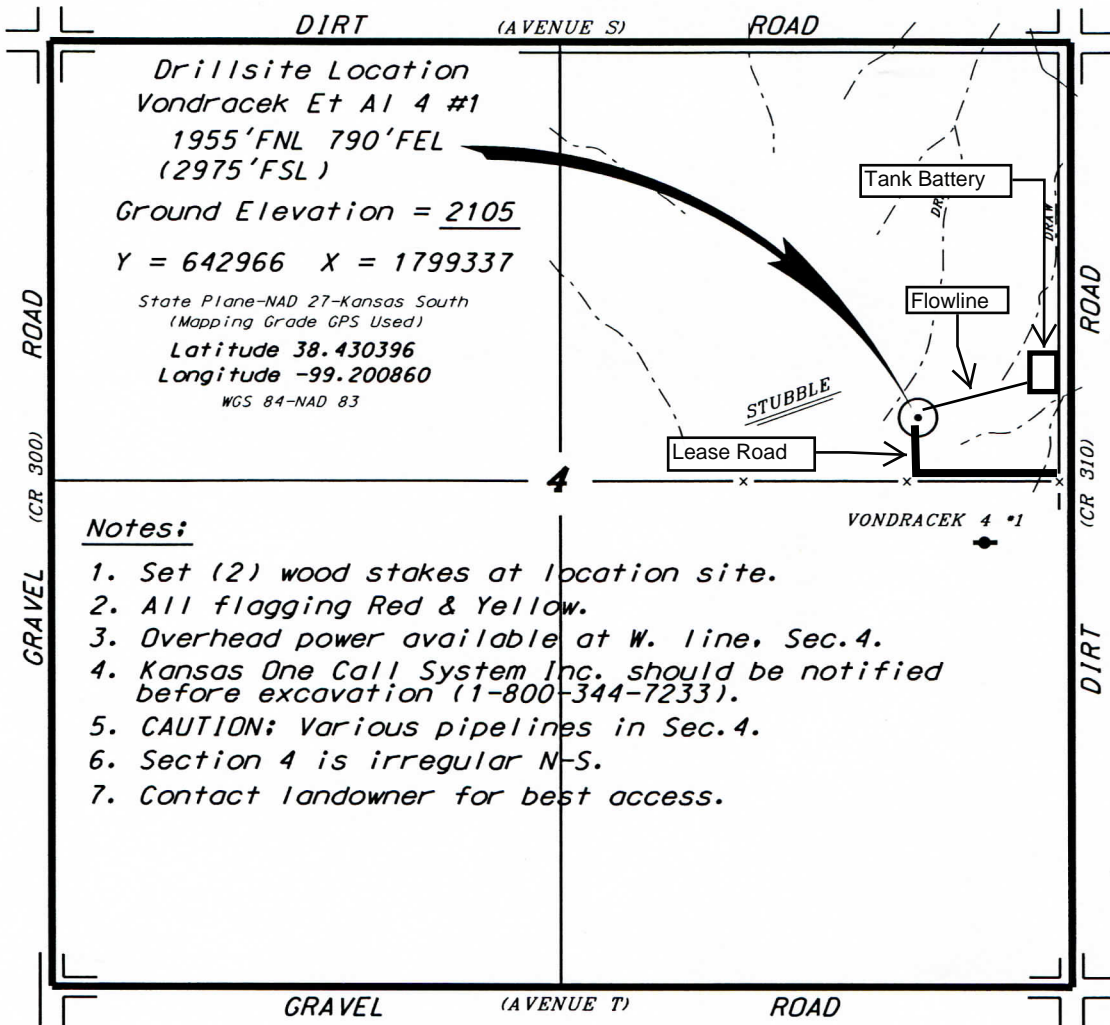 DIRT (AVENUE S) ROAD
Drillsite Location
Vondracek Et Al 4 #1
1955'FNL 790'FEL
(2975'FSL)
Ground Elevation = 2105
Y = 642966 X = 1799337
State Plane-NAD 27-Kansas South
(Mapping Grade GPS Used)
Latitude 38.430396
Longitude -99.200860
WGS 84-NAD 83
Tank Battery
DRAW
Flowline
STUBBLE
Lease Road
4
VONDRACEK 4 #1
GRAVEL (CR 300) ROAD
DIRT (CR 310) ROAD
Notes:
1. Set (2) wood stakes at location site.
2. All flagging Red & Yellow.
3. Overhead power available at W. line, Sec.4.
4. Kansas One Call System Inc. should be notified
before excavation (1-800-344-7233).
5. CAUTION: Various pipelines in Sec.4.
6. Section 4 is irregular N-S.
7. Contact landowner for best access.
GRAVEL (AVENUE T) ROAD